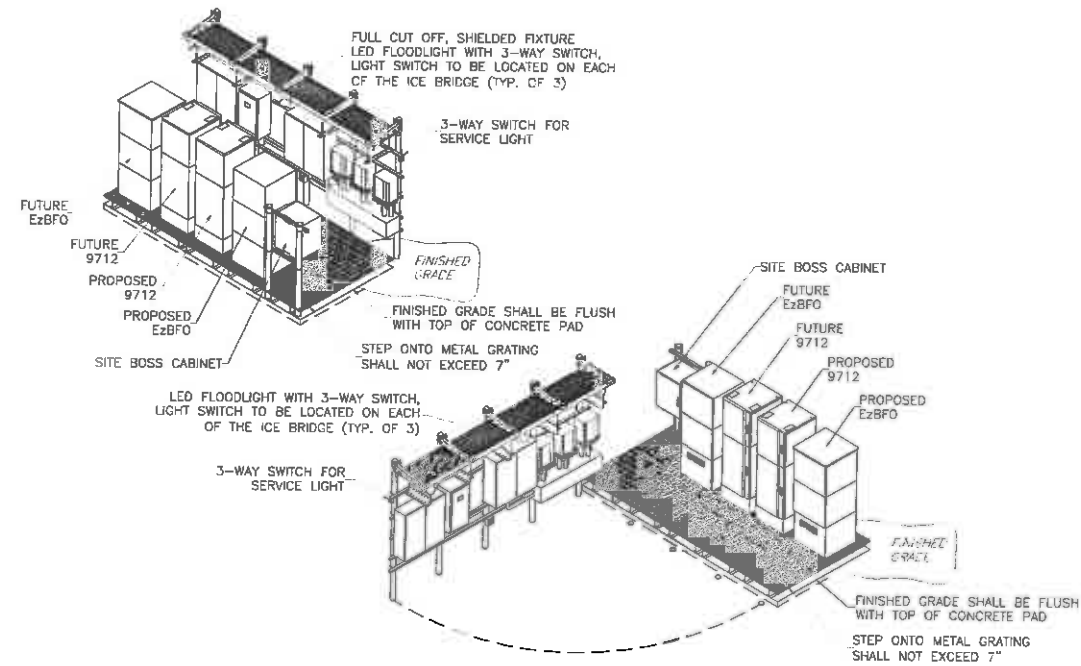 FULL CUT OFF, SHIELDED FIXTURE
LED FLOODLIGHT WITH 3-WAY SWITCH,
LIGHT SWITCH TO BE LOCATED ON EACH
OF THE ICE BRIDGE (TYP. OF 3)
3-WAY SWITCH FOR
SERVICE LIGHT
FUTURE
EzBFO
FUTURE
9712
PROPOSED
9712
PROPOSED
EzBFO
SITE BOSS CABINET
FINISHED
GRADE
FINISHED GRADE SHALL BE FLUSH
WITH TOP OF CONCRETE PAD
STEP ONTO METAL GRATING
SHALL NOT EXCEED 7"
LED FLOODLIGHT WITH 3-WAY SWITCH,
LIGHT SWITCH TO BE LOCATED ON EACH
OF THE ICE BRIDGE (TYP. OF 3)
3-WAY SWITCH FOR
SERVICE LIGHT
SITE BOSS CABINET
FUTURE
EzBFO
FUTURE
9712
PROPOSED
9712
PROPOSED
EzBFO
FINISHED
GRADE
FINISHED GRADE SHALL BE FLUSH
WITH TOP OF CONCRETE PAD
STEP ONTO METAL GRATING
SHALL NOT EXCEED 7"